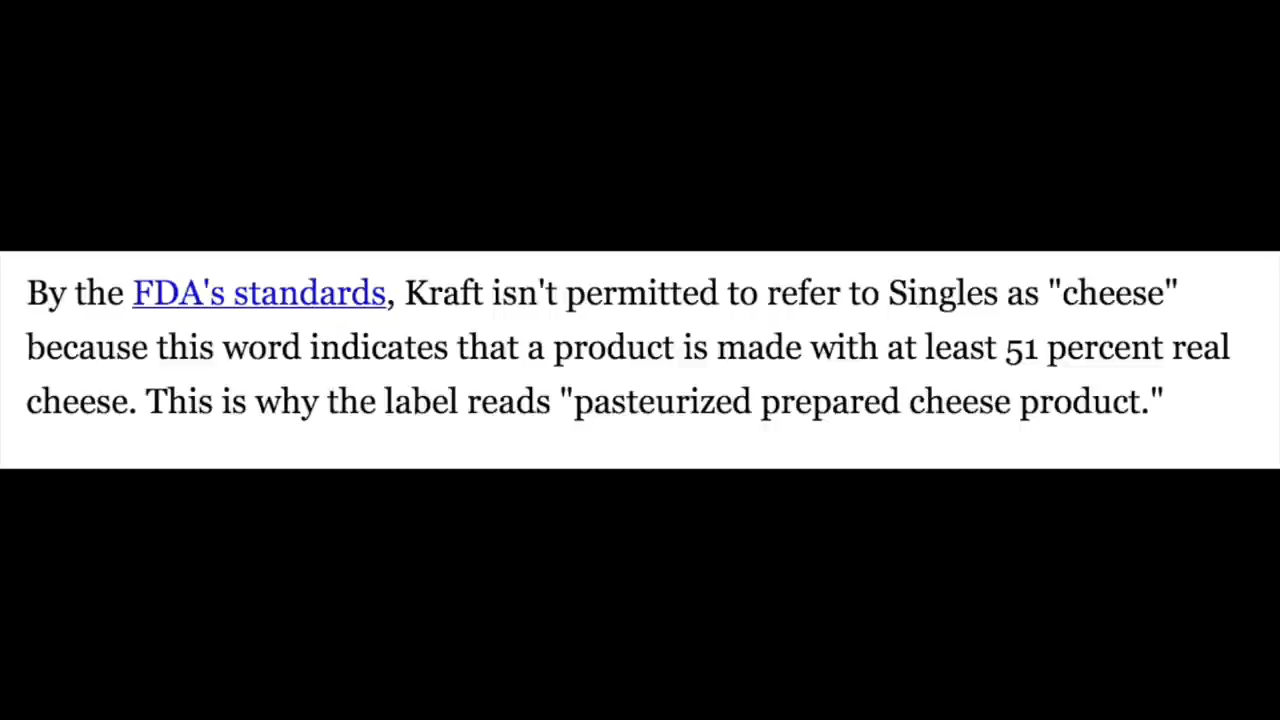 By the FDA's standards, Kraft isn't permitted to refer to Singles as "cheese"
because this word indicates that a product is made with at least 51 percent real
cheese. This is why the label reads "pasteurized prepared cheese product."